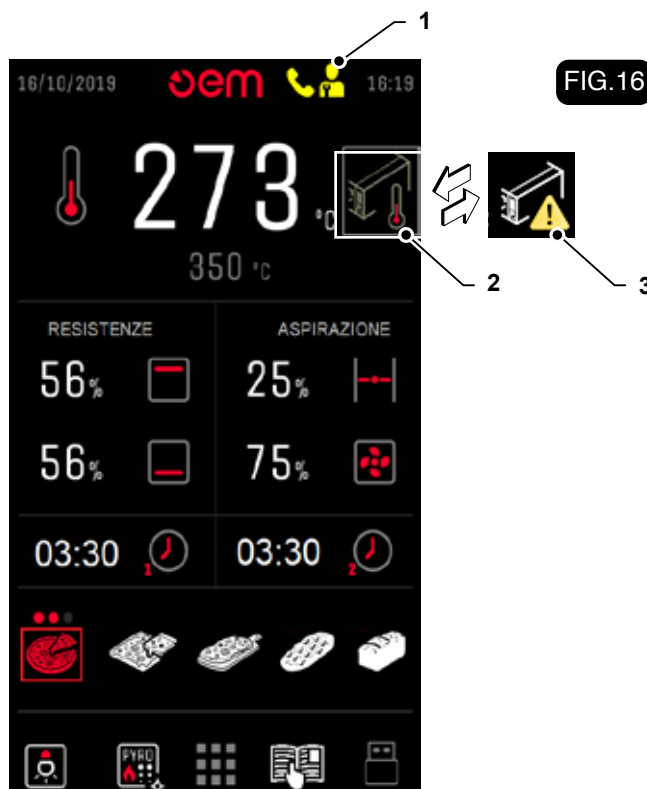 1
16/10/2019 oem 16:19
FIG.16
273 °C
350 °C
2
3
RESISTENZE ASPIRAZIONE
56% 25%
56% 75%
03:30 1 03:30 2
PYRO